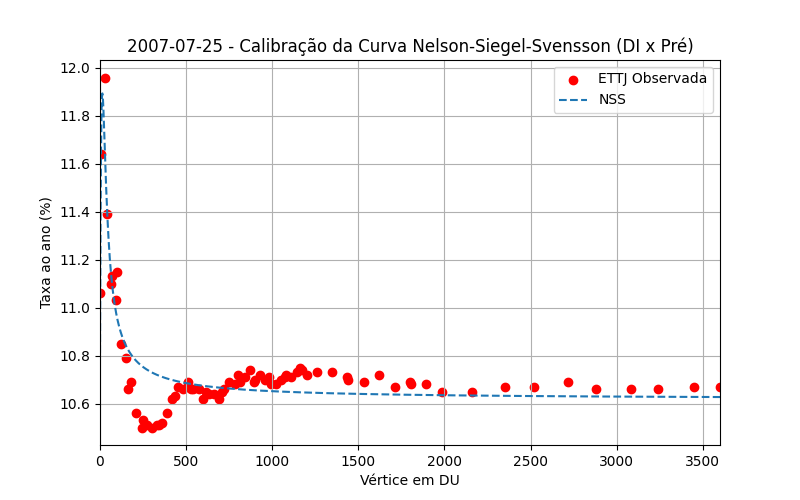 2007-07-25 - Calibração da Curva Nelson-Siegel-Svensson (DI x Pré)
ETTJ Observada
NSS
Taxa ao ano (%)
12.0
11.8
11.6
11.4
11.2
11.0
10.8
10.6
0 500 1000 1500 2000 2500 3000 3500
Vértice em DU